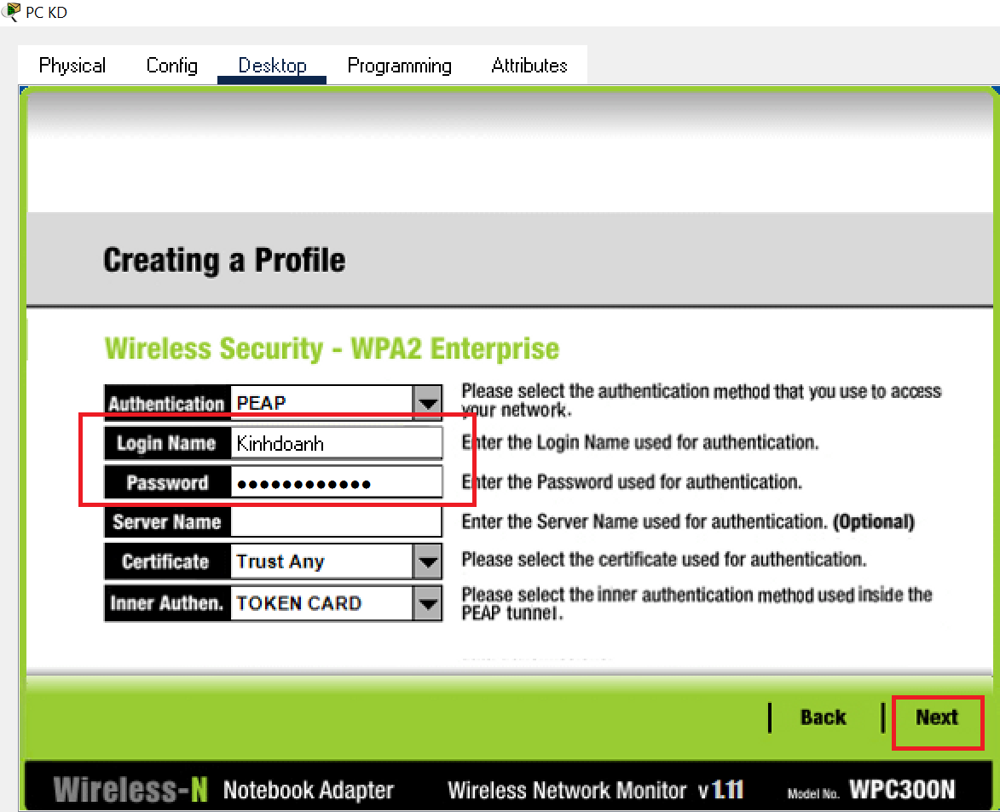 PC KD
Physical Config Desktop Programming Attributes
Creating a Profile
Wireless Security - WPA2 Enterprise
Authentication PEAP Please select the authentication method that you use to access
your network.
Login Name Kinhdoanh Enter the Login Name used for authentication.
Password ●●●●●●●●●●●● Enter the Password used for authentication.
Server Name Enter the Server Name used for authentication. (Optional)
Certificate Trust Any Please select the certificate used for authentication.
Inner Authen. TOKEN CARD Please select the inner authentication method used inside the
PEAP tunnel.
Back Next
Wireless-N Notebook Adapter Wireless Network Monitor v1.11 Model No. WPC300N